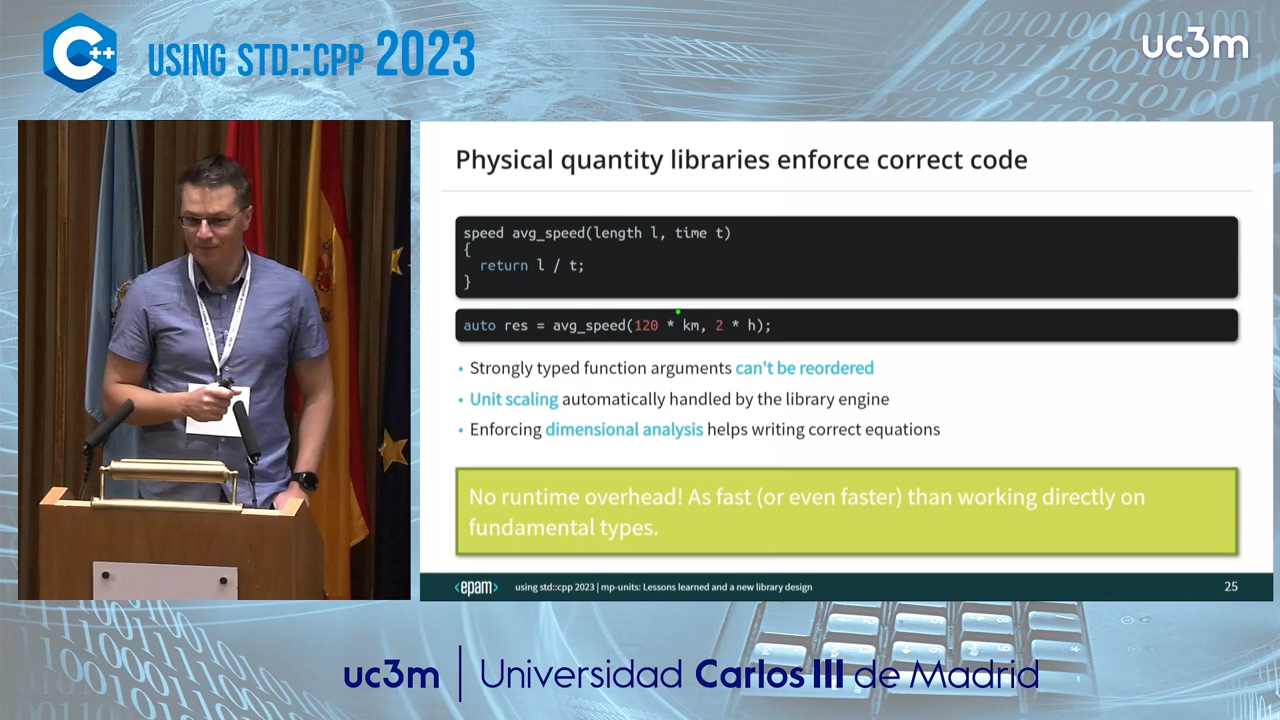 C++
USING STD::CPP 2023
uc3m
Physical quantity libraries enforce correct code
speed avg_speed(length l, time t)
{
return l / t;
}
auto res = avg_speed(120 * km, 2 * h);
• Strongly typed function arguments can't be reordered
• Unit scaling automatically handled by the library engine
• Enforcing dimensional analysis helps writing correct equations
No runtime overhead! As fast (or even faster) than working directly on
fundamental types.
<epam> using std::cpp 2023 | mp-units: Lessons learned and a new library design 25
uc3m | Universidad Carlos III de Madrid